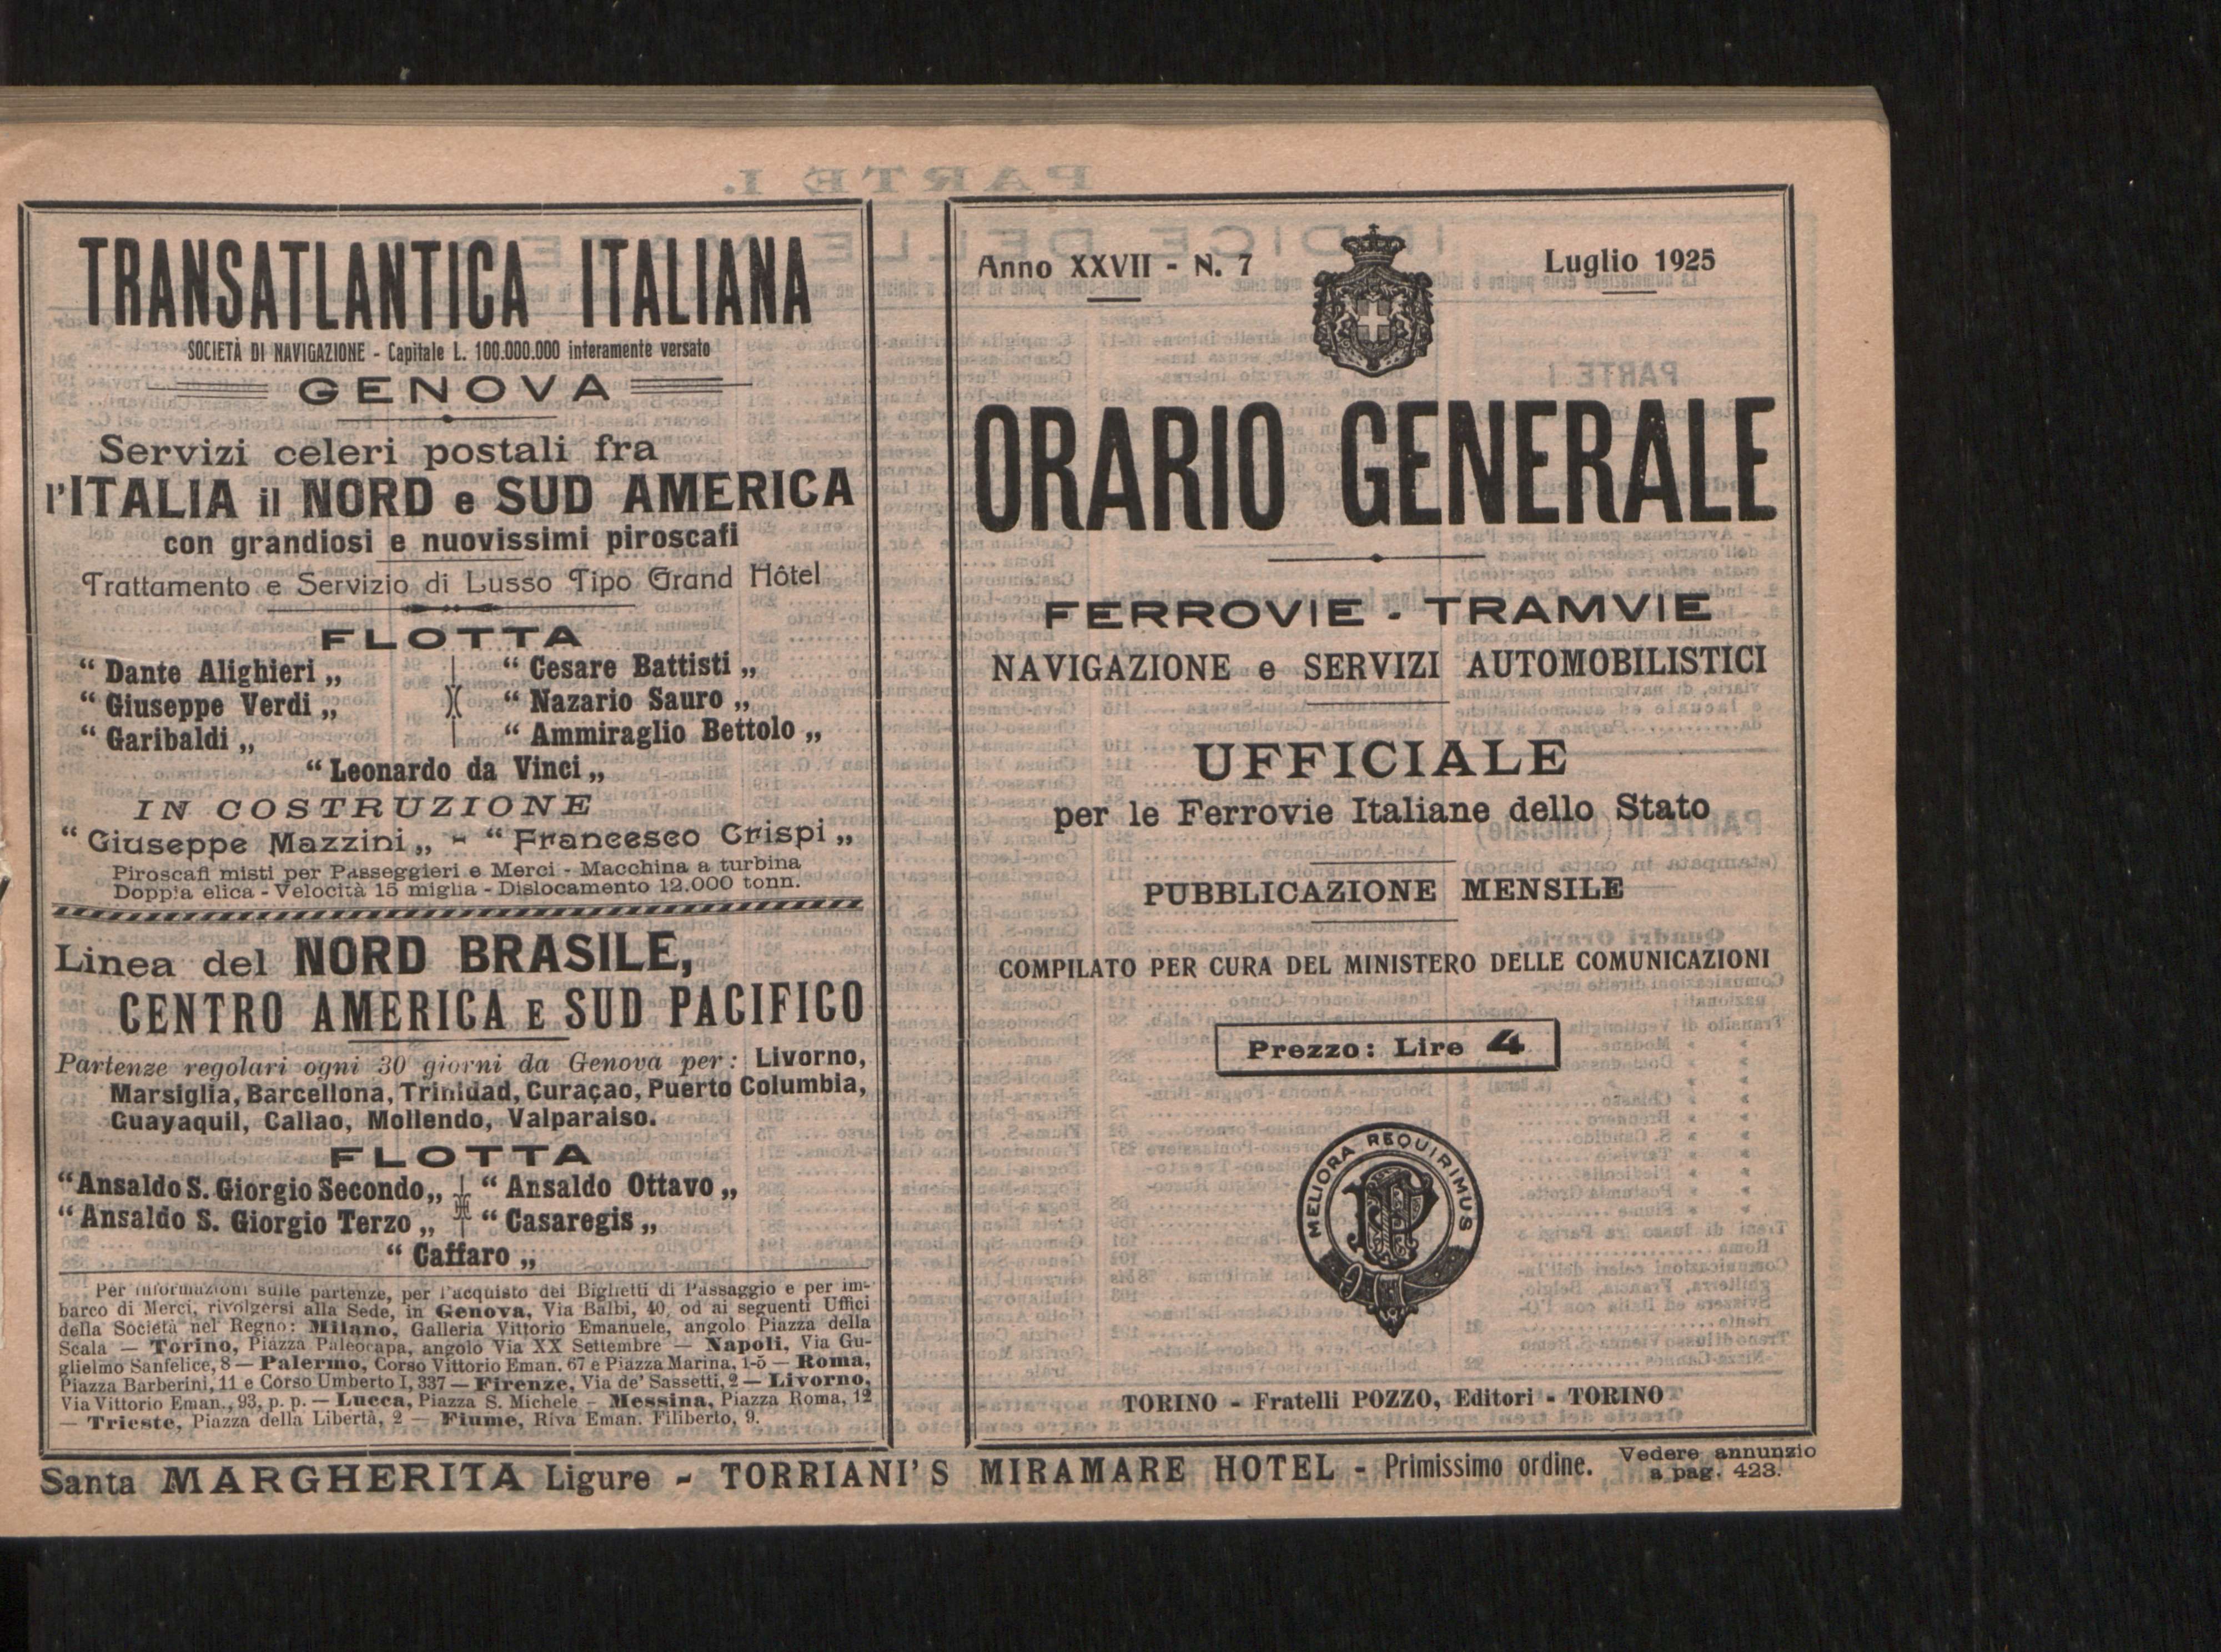 TRANSATLANTICA ITALIANA
SOCIETÀ DI NAVIGAZIONE - Capitale L. 100.000.000 interamente versato
GENOVA
Servizi celeri postali fra
l'ITALIA il NORD e SUD AMERICA
con grandiosi e nuovissimi piroscafi
Trattamento e Servizio di Lusso Tipo Grand Hôtel
FLOTTA
“ Dante Alighieri „ “ Cesare Battisti „
“ Giuseppe Verdi „ “ Nazario Sauro „
“ Garibaldi „ “ Ammiraglio Bettolo „
“ Leonardo da Vinci „
IN COSTRUZIONE
“ Giuseppe Mazzini „ - “ Francesco Crispi „
Piroscafi misti per Passeggieri e Merci - Macchina a turbina
Doppia elica - Velocità 15 miglia - Dislocamento 12.000 tonn.
Linea del NORD BRASILE,
CENTRO AMERICA E SUD PACIFICO
Partenze regolari ogni 30 giorni da Genova per: Livorno,
Marsiglia, Barcellona, Trinidad, Curaçao, Puerto Columbia,
Guayaquil, Callao, Mollendo, Valparaiso.
FLOTTA
“Ansaldo S. Giorgio Secondo„ “ Ansaldo Ottavo „
“ Ansaldo S. Giorgio Terzo „ “ Casaregis „
“ Caffaro „
Per informazioni sulle partenze, per l'acquisto dei Biglietti di Passaggio e per im-
barco di Merci, rivolgersi alla Sede, in Genova, Via Balbi, 40, od ai seguenti Uffici
della Società nel Regno: Milano, Galleria Vittorio Emanuele, angolo Piazza della
Scala — Torino, Piazza Paleocapa, angolo Via XX Settembre — Napoli, Via Gu-
glielmo Sanfelice, 8 — Palermo, Corso Vittorio Eman. 67 e Piazza Marina, 1-5 — Roma,
Piazza Barberini, 11 e Corso Umberto I, 337 — Firenze, Via de' Sassetti, 2 — Livorno,
Via Vittorio Eman., 93, p. p. — Lucca, Piazza S. Michele - Messina, Piazza Roma, 12
— Trieste, Piazza della Libertà, 2 — Fiume, Riva Eman. Filiberto, 9.
Anno XXVII - N. 7
Luglio 1925
ORARIO GENERALE
FERROVIE - TRAMVIE
NAVIGAZIONE e SERVIZI AUTOMOBILISTICI
UFFICIALE
per le Ferrovie Italiane dello Stato
PUBBLICAZIONE MENSILE
COMPILATO PER CURA DEL MINISTERO DELLE COMUNICAZIONI
Prezzo: Lire 4
MELIORA REQUIRIMUS
TORINO - Fratelli POZZO, Editori - TORINO
Santa MARGHERITA Ligure - TORRIANI'S MIRAMARE HOTEL - Primissimo ordine. Vedere annunzio
a pag. 423.